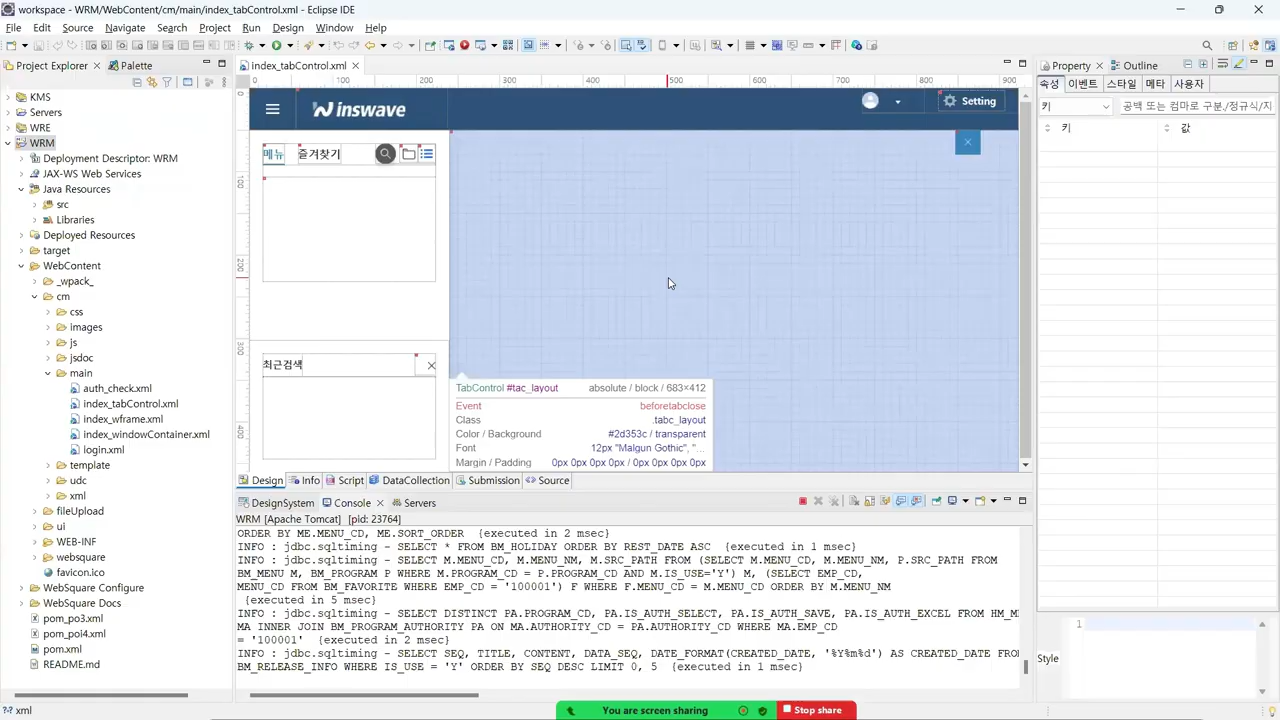 workspace - WRM/WebContent/cm/main/index_tabControl.xml - Eclipse IDE
File Edit Source Navigate Search Project Run Design Window Help
Project Explorer
Palette
KMS
Servers
WRE
WRM
Deployment Descriptor: WRM
JAX-WS Web Services
Java Resources
src
Libraries
Deployed Resources
target
WebContent
_wpack_
cm
css
images
js
jsdoc
main
auth_check.xml
index_tabControl.xml
index_wframe.xml
index_windowContainer.xml
login.xml
template
udc
xml
fileUpload
ui
WEB-INF
websquare
favicon.ico
WebSquare Configure
WebSquare Docs
pom_po3.xml
pom_pol4.xml
pom.xml
README.md
index_tabControl.xml
0 100 200 300 400 500 600 700 800 900
0
100
200
300
400
inswave
Setting
메뉴 즐겨찾기
최근검색
TabControl #tac_layout absolute / block / 683×412
Event beforetabclose
Class .tabc_layout
Color / Background #2d353c / transparent
Font 12px "Malgun Gothic", "...
Margin / Padding 0px 0px 0px 0px / 0px 0px 0px 0px
Design Info Script DataCollection Submission Source
DesignSystem Console Servers
WRM [Apache Tomcat] [pid: 23764]
ORDER BY ME.MENU_CD, ME.SORT_ORDER {executed in 2 msec}
INFO : jdbc.sqltiming - SELECT * FROM BM_HOLIDAY ORDER BY REST_DATE ASC {executed in 1 msec}
INFO : jdbc.sqltiming - SELECT M.MENU_CD, M.MENU_NM, M.SRC_PATH FROM (SELECT M.MENU_CD, M.MENU_NM, P.SRC_PATH FROM
BM_MENU M, BM_PROGRAM P WHERE M.PROGRAM_CD = P.PROGRAM_CD AND M.IS_USE='Y') M, (SELECT EMP_CD,
MENU_CD FROM BM_FAVORITE WHERE EMP_CD = '100001') F WHERE F.MENU_CD = M.MENU_CD ORDER BY M.MENU_NM
{executed in 5 msec}
INFO : jdbc.sqltiming - SELECT DISTINCT PA.PROGRAM_CD, PA.IS_AUTH_SELECT, PA.IS_AUTH_SAVE, PA.IS_AUTH_EXCEL FROM HM_M
MA INNER JOIN BM_PROGRAM_AUTHORITY PA ON MA.AUTHORITY_CD = PA.AUTHORITY_CD WHERE MA.EMP_CD
= '100001' {executed in 2 msec}
INFO : jdbc.sqltiming - SELECT SEQ, TITLE, CONTENT, DATA_SEQ, DATE_FORMAT(CREATED_DATE, '%Y%m%d') AS CREATED_DATE FRO
BM_RELEASE_INFO WHERE IS_USE = 'Y' ORDER BY SEQ DESC LIMIT 0, 5 {executed in 1 msec}
Property Outline
속성 이벤트 스타일 메타 사용자
키 공백 또는 컴마로 구분./정규식/지
키 값
1
Style
xml
You are screen sharing
Stop share